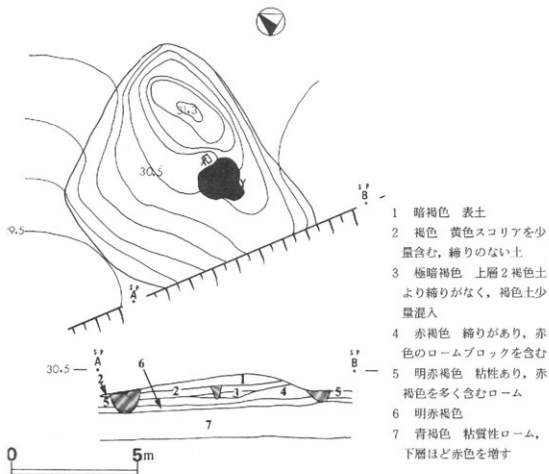 31.3
30.5
29.5
SP
B
SP
A
1 暗褐色 表土
2 褐色 黄色スコリアを少
量含む，締りのない土
3 極暗褐色 上層2褐色土
より締りがなく，褐色土少
量混入
4 赤褐色 締りがあり，赤
色のロームブロックを含む
5 明赤褐色 粘性あり，赤
褐色を多く含むローム
6 明赤褐色
7 青褐色 粘質性ローム，
下層ほど赤色を増す
SP
A
6
SP
B
30.5
2
1
2
3
4
5
5
7
0
5m